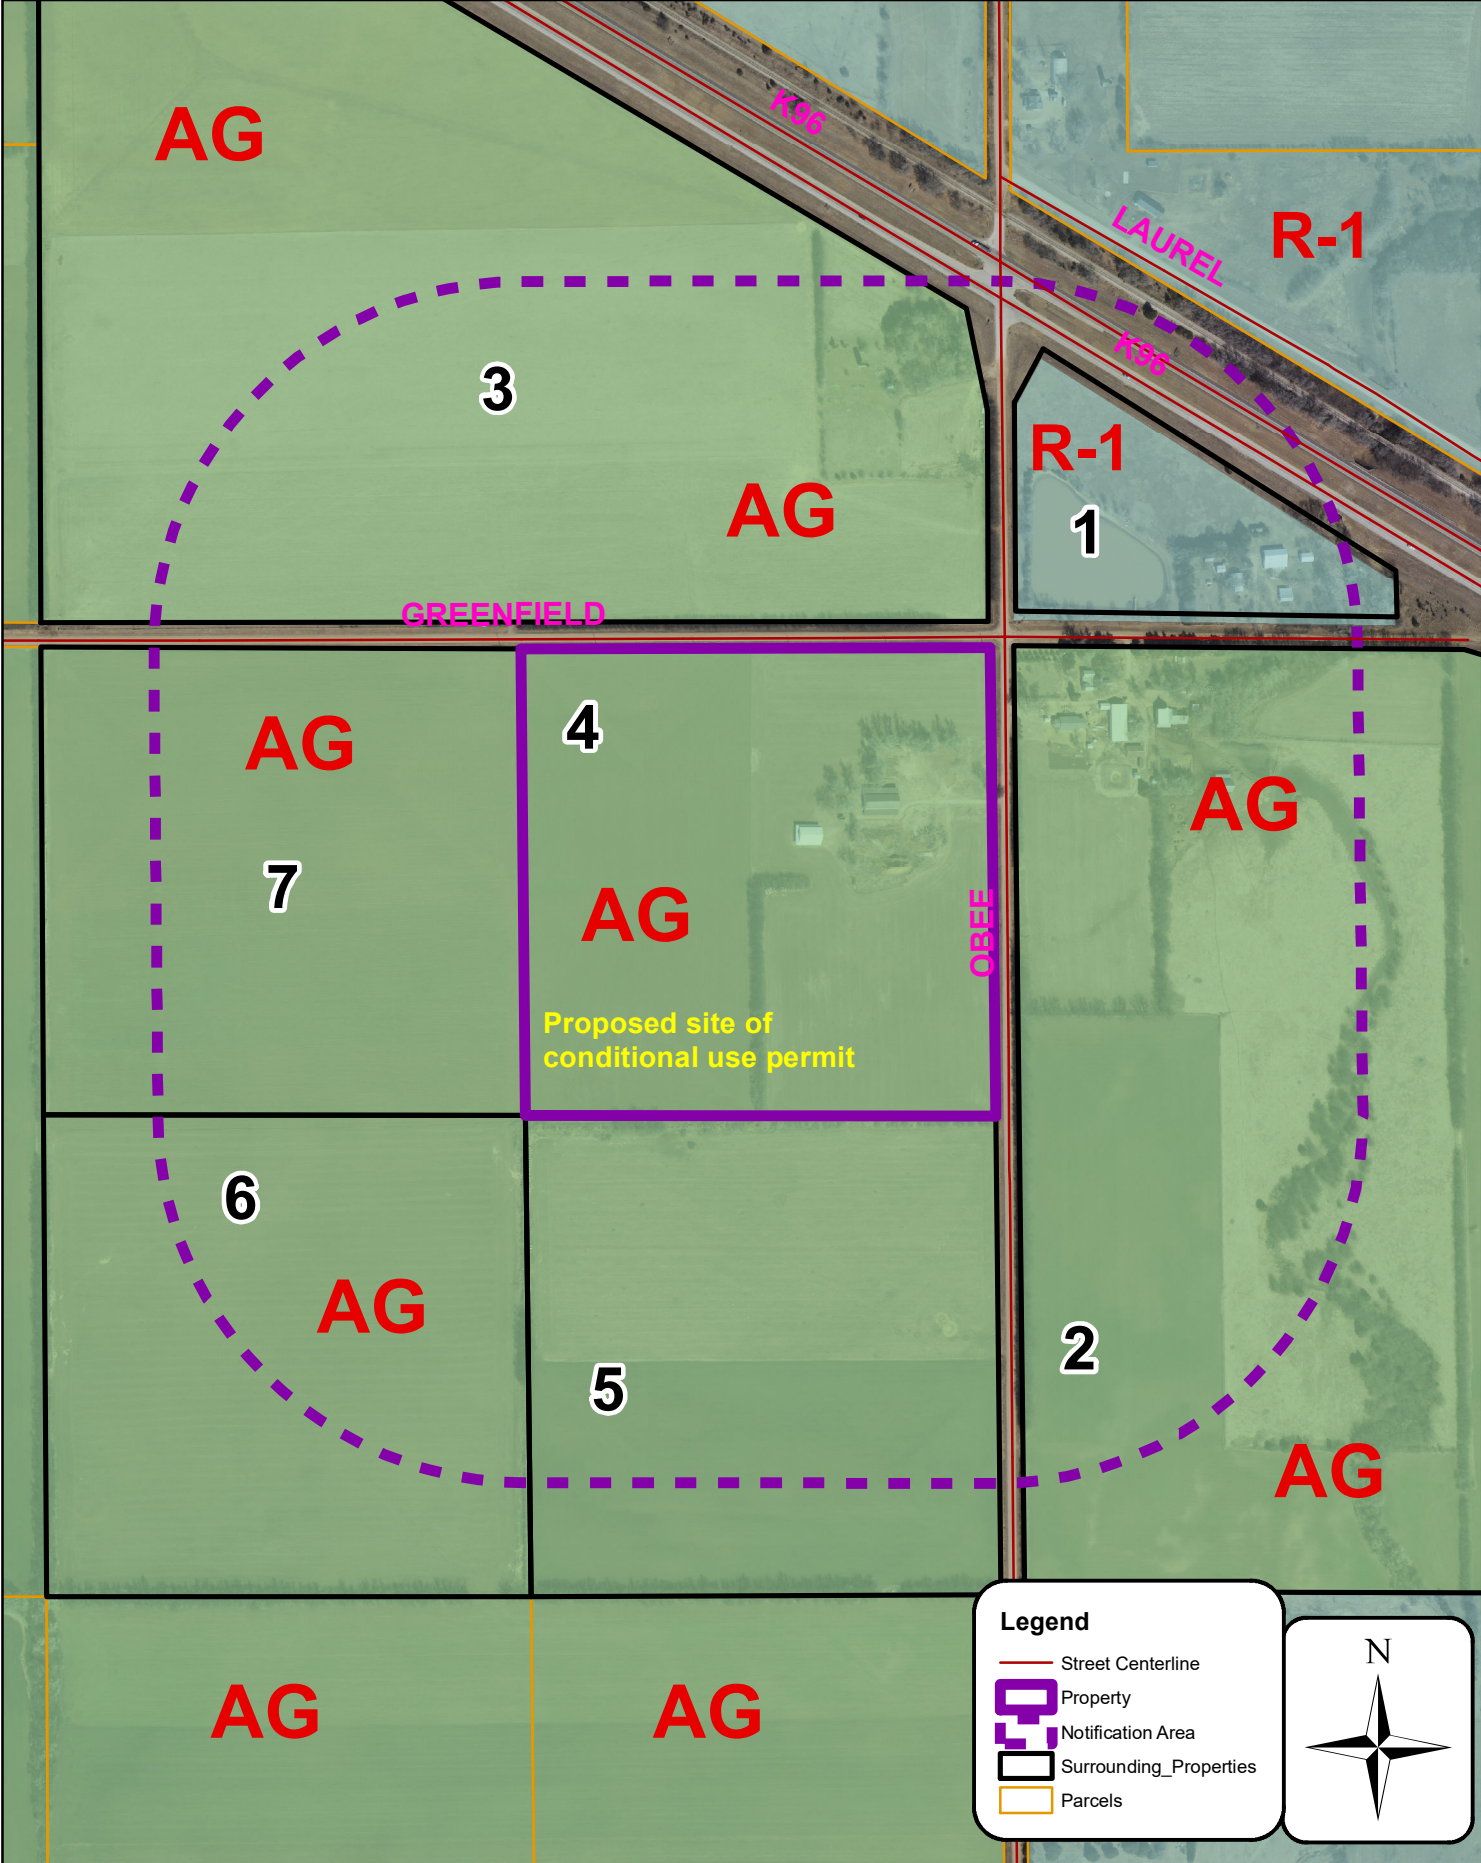 K96
AG
LAUREL
R-1
K96
3
R-1
AG
1
GREENFIELD
4
AG
AG
7
AG
OBEE
Proposed site of
conditional use permit
6
AG
2
5
AG
Legend
Street Centerline
Property
Notification Area
Surrounding_Properties
Parcels
N
AG
AG